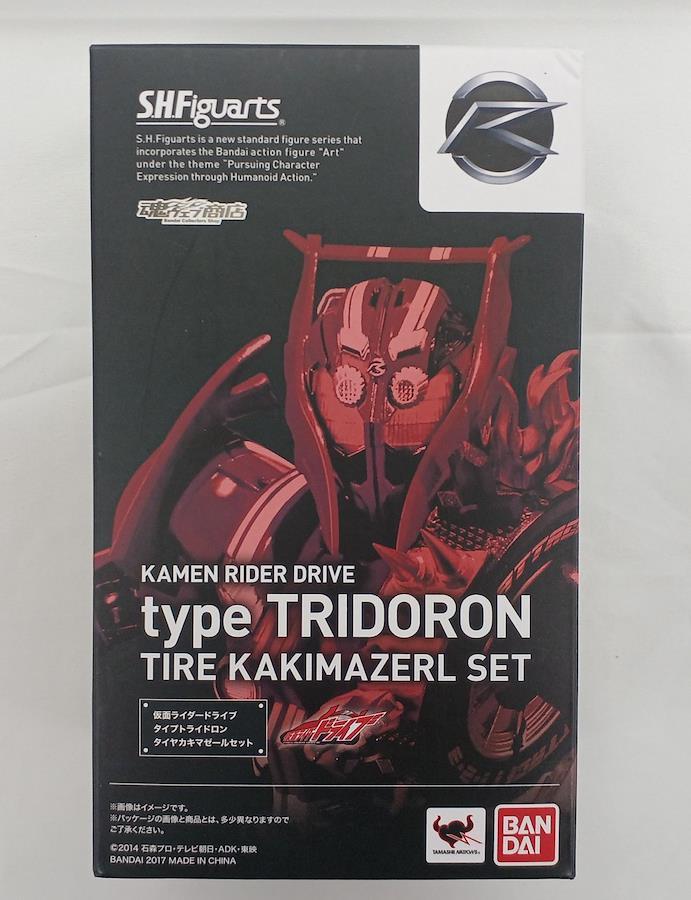 S.H.Figuarts®
S.H.Figuarts is a new standard figure series that
incorporates the Bandai action figure "Art"
under the theme "Pursuing Character
Expression through Humanoid Action."
魂ウェブ商店
Bandai Collectors Shop
KAMEN RIDER DRIVE
type TRIDORON
TIRE KAKIMAZERL SET
仮面ライダードライブ
タイプトライドロン
タイヤカキマゼールセット
仮面ライダードライブ
※画像はイメージです。
※パッケージの画像と商品とは、多少異なりますので
ご了承ください。
©2014 石森プロ・テレビ朝日・ADK・東映
BANDAI 2017 MADE IN CHINA
TAMASHII NATIONS
BAN
DAI